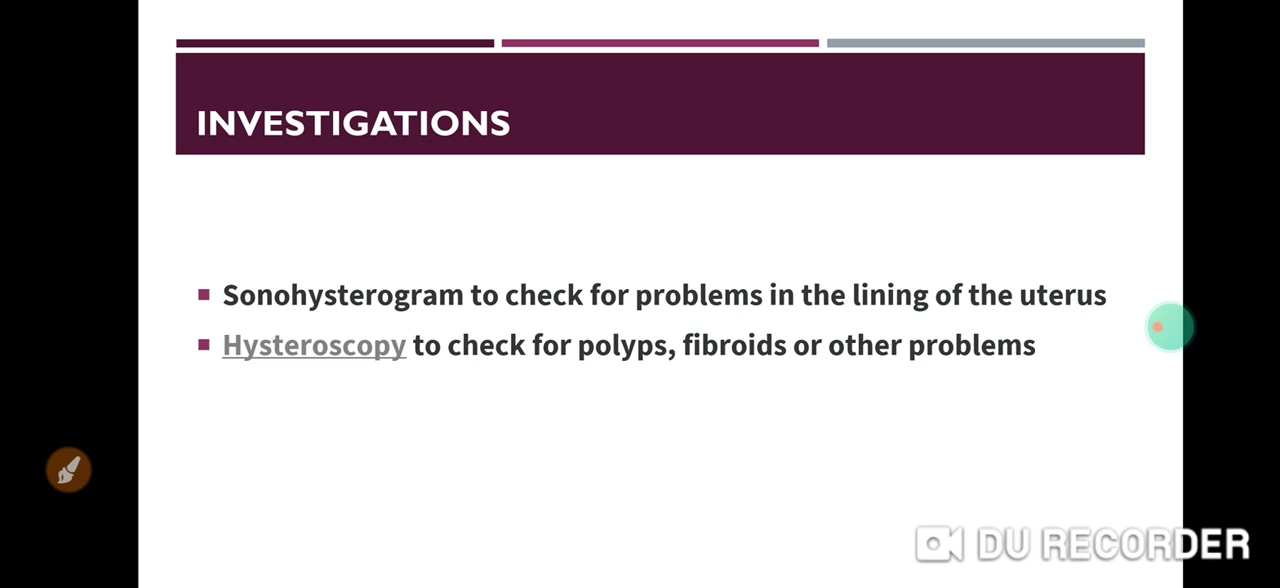 INVESTIGATIONS
Sonohysterogram to check for problems in the lining of the uterus
Hysteroscopy to check for polyps, fibroids or other problems
DU RECORDER